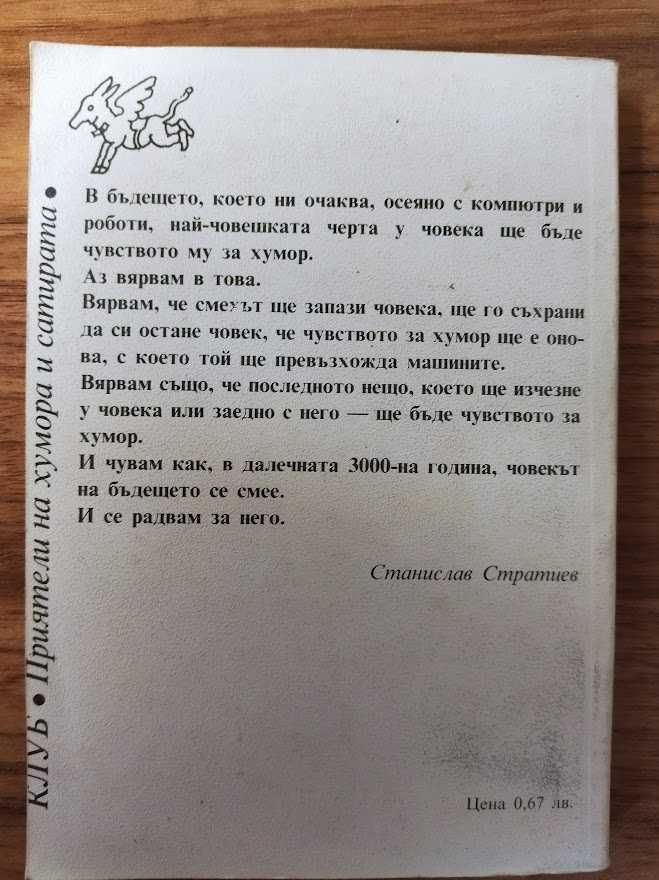 В бъдещето, което ни очаква, осеяно с компютри и
роботи, най-човешката черта у човека ще бъде
чувството му за хумор.
Аз вярвам в това.
Вярвам, че смехът ще запази човека, ще го съхрани
да си остане човек, че чувството за хумор ще е оно-
ва, с което той ще превъзхожда машините.
Вярвам също, че последното нещо, което ще изчезне
у човека или заедно с него — ще бъде чувството за
хумор.
И чувам как, в далечната 3000-на година, човекът
на бъдещето се смее.
И се радвам за него.
Станислав Стратиев
КЛУБ • Приятели на хумора и сатирата •
Цена 0,67 лв.